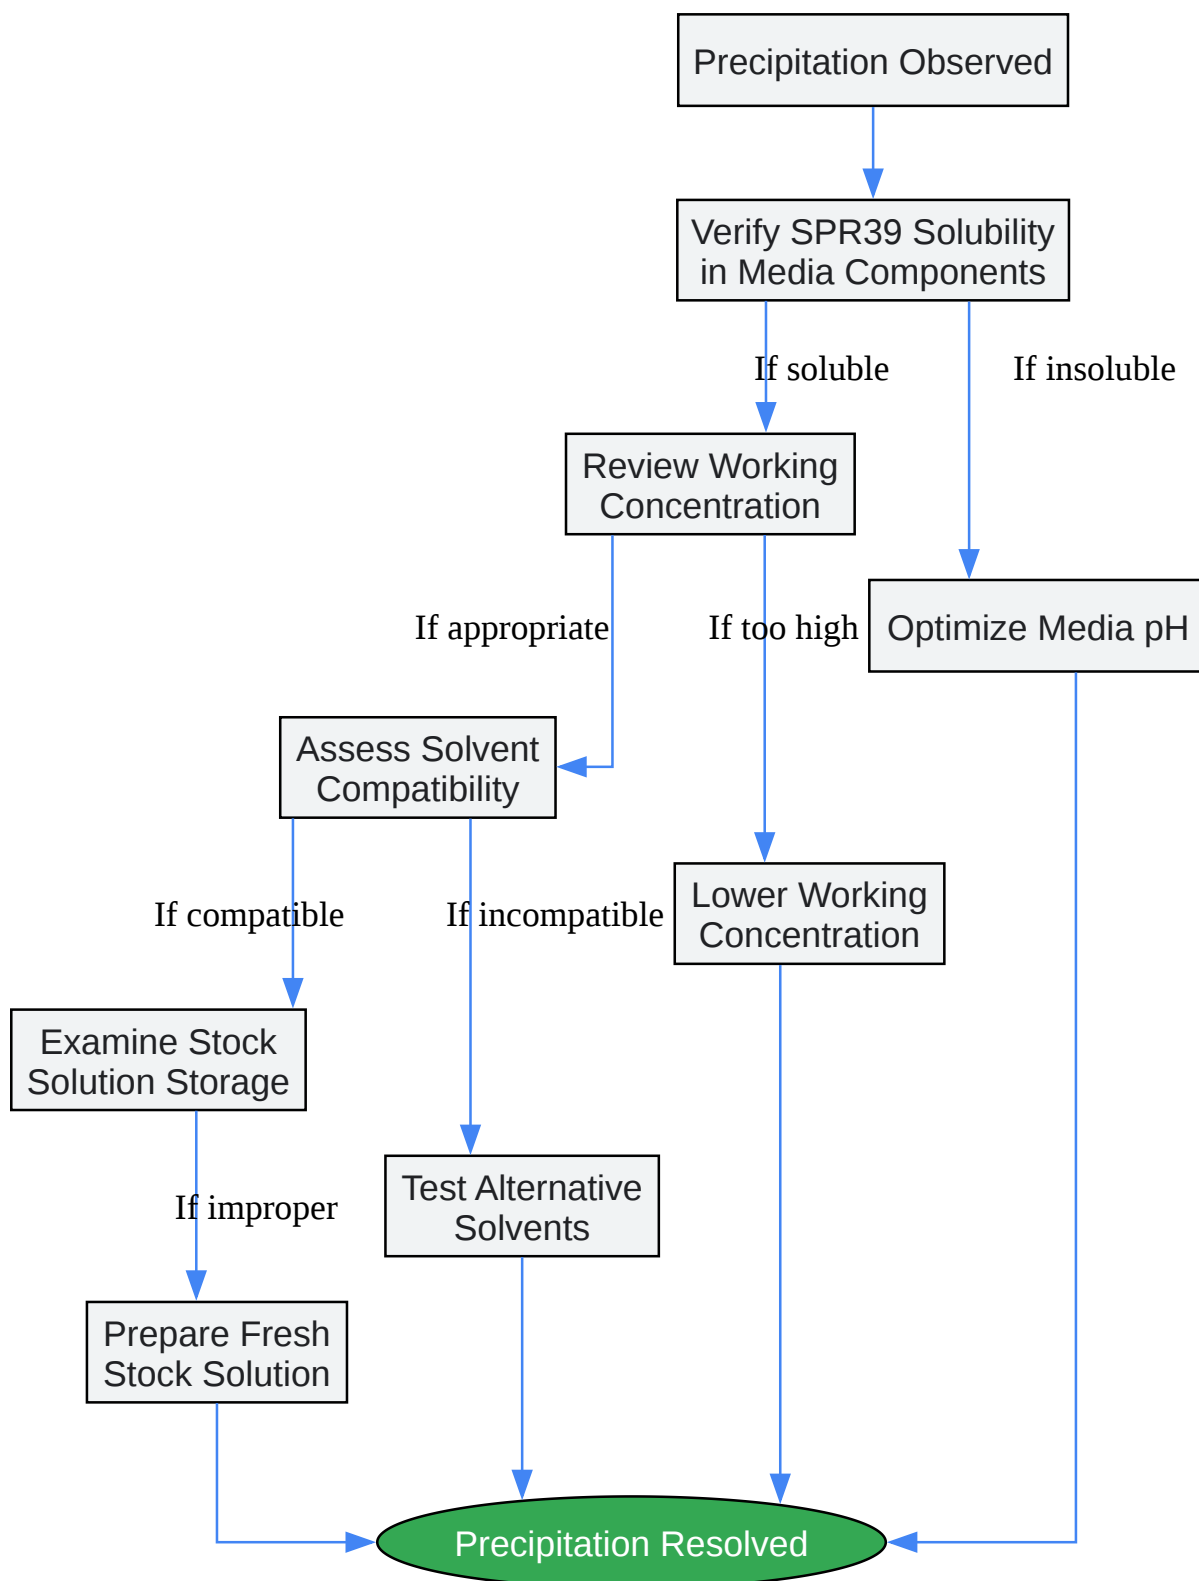 Precipitation Observed
Verify SPR39 Solubility
in Media Components
If soluble
If insoluble
Review Working
Concentration
If appropriate
If too high
Optimize Media pH
Assess Solvent
Compatibility
If compatible
If incompatible
Lower Working
Concentration
Examine Stock
Solution Storage
If improper
Test Alternative
Solvents
Prepare Fresh
Stock Solution
Precipitation Resolved